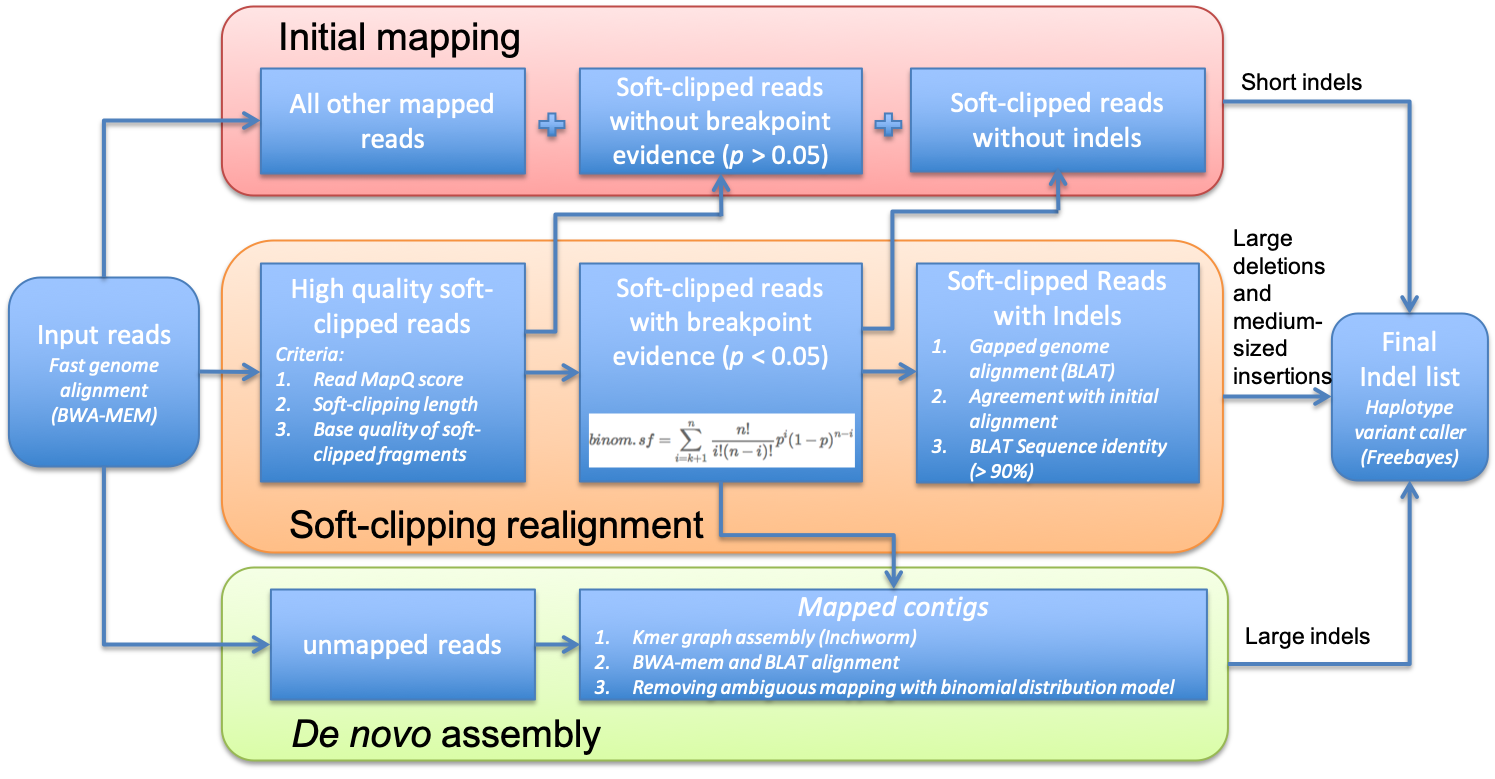 Initial mapping
All other mapped
reads
Soft-clipped reads
without breakpoint
evidence (p > 0.05)
Soft-clipped reads
without indels
Short indels
Input reads
Fast genome
alignment
(BWA-MEM)
High quality soft-
clipped reads
Criteria:
1. Read MapQ score
2. Soft-clipping length
3. Base quality of soft-
clipped fragments
Soft-clipped reads
with breakpoint
evidence (p < 0.05)
binom.sf = \sum_{i=k+1}^{n} \frac{n!}{i!(n-i)!} p^i (1-p)^{n-i}
Soft-clipped Reads
with Indels
1. Gapped genome
alignment (BLAT)
2. Agreement with initial
alignment
3. BLAT Sequence identity
(> 90%)
Soft-clipping realignment
Large
deletions
and
medium-
sized
insertions
Final
Indel list
Haplotype
variant caller
(Freebayes)
unmapped reads
Mapped contigs
1. Kmer graph assembly (Inchworm)
2. BWA-mem and BLAT alignment
3. Removing ambiguous mapping with binomial distribution model
De novo assembly
Large indels